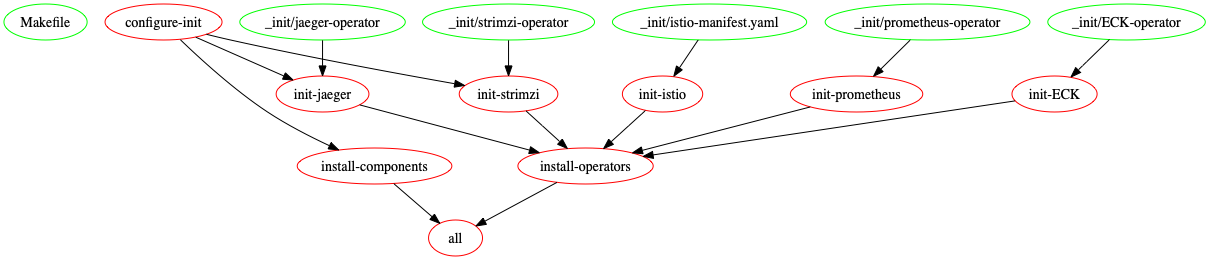 Makefile
configure-init
_init/jaeger-operator
_init/strimzi-operator
_init/istio-manifest.yaml
_init/prometheus-operator
_init/ECK-operator
init-jaeger
init-strimzi
init-istio
init-prometheus
init-ECK
install-components
install-operators
all